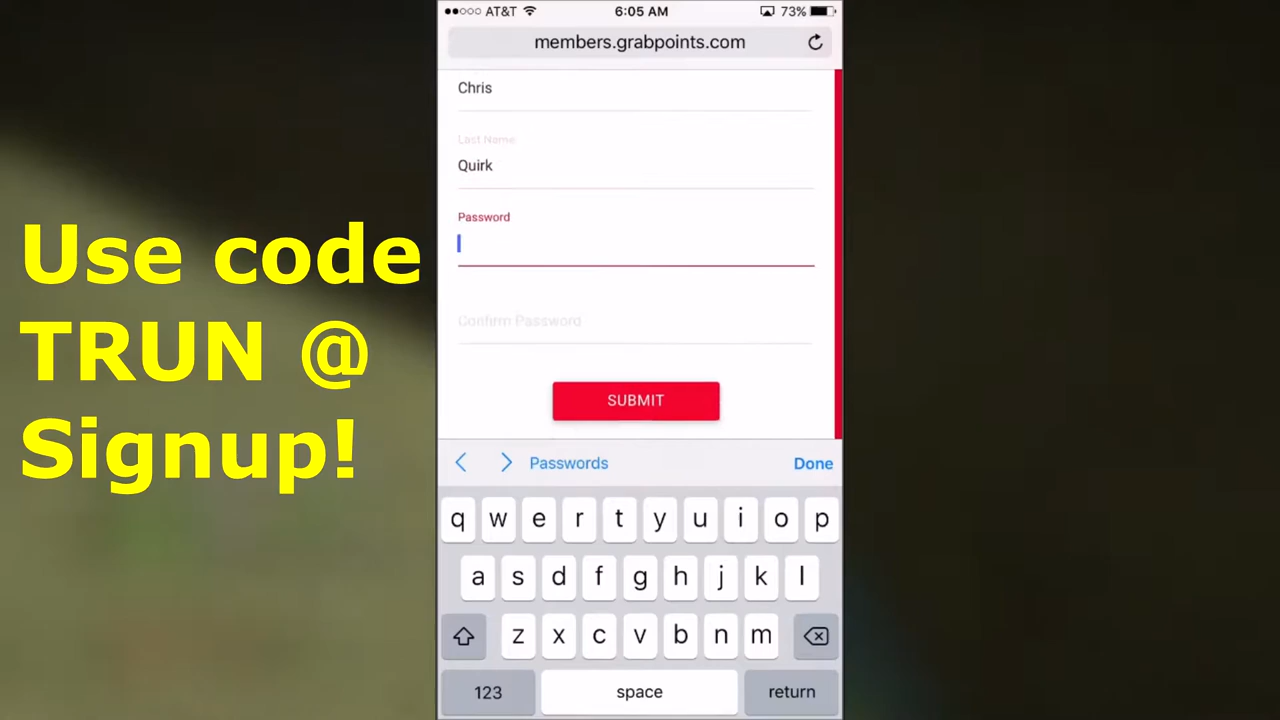 ●●○○○ AT&T 6:05 AM 73%
members.grabpoints.com
Chris
Last Name
Quirk
Password
Confirm Password
SUBMIT
Passwords Done
q w e r t y u i o p
a s d f g h j k l
z x c v b n m
123 space return
Use code
TRUN @
Signup!